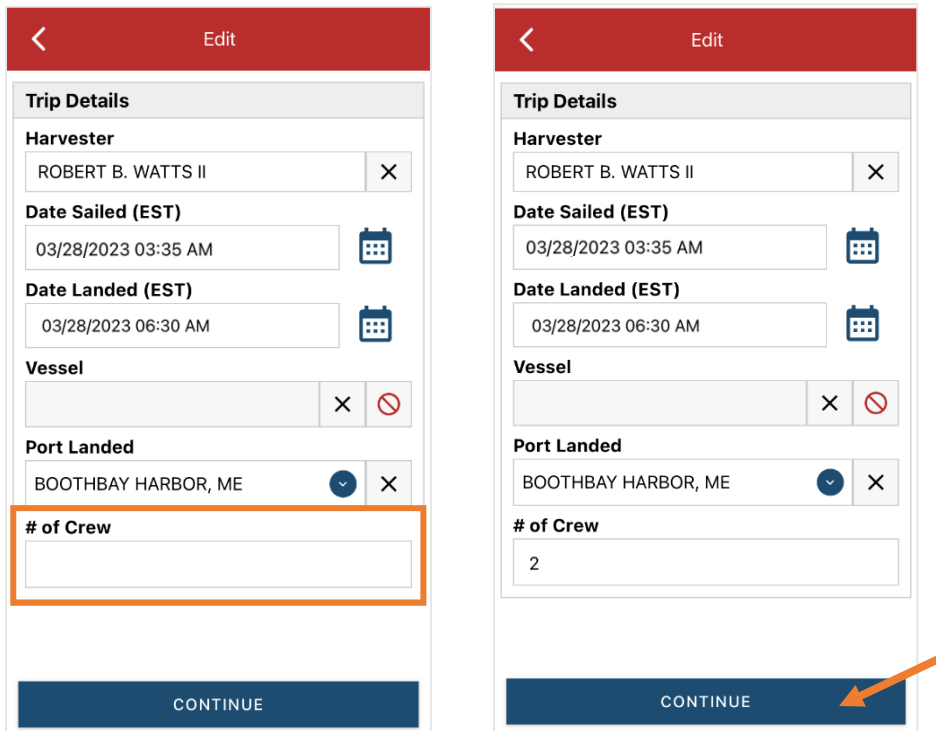 Edit
Trip Details
Harvester
ROBERT B. WATTS II
Date Sailed (EST)
03/28/2023 03:35 AM
Date Landed (EST)
03/28/2023 06:30 AM
Vessel
Port Landed
BOOTHBAY HARBOR, ME
# of Crew
CONTINUE
Edit
Trip Details
Harvester
ROBERT B. WATTS II
Date Sailed (EST)
03/28/2023 03:35 AM
Date Landed (EST)
03/28/2023 06:30 AM
Vessel
Port Landed
BOOTHBAY HARBOR, ME
# of Crew
2
CONTINUE